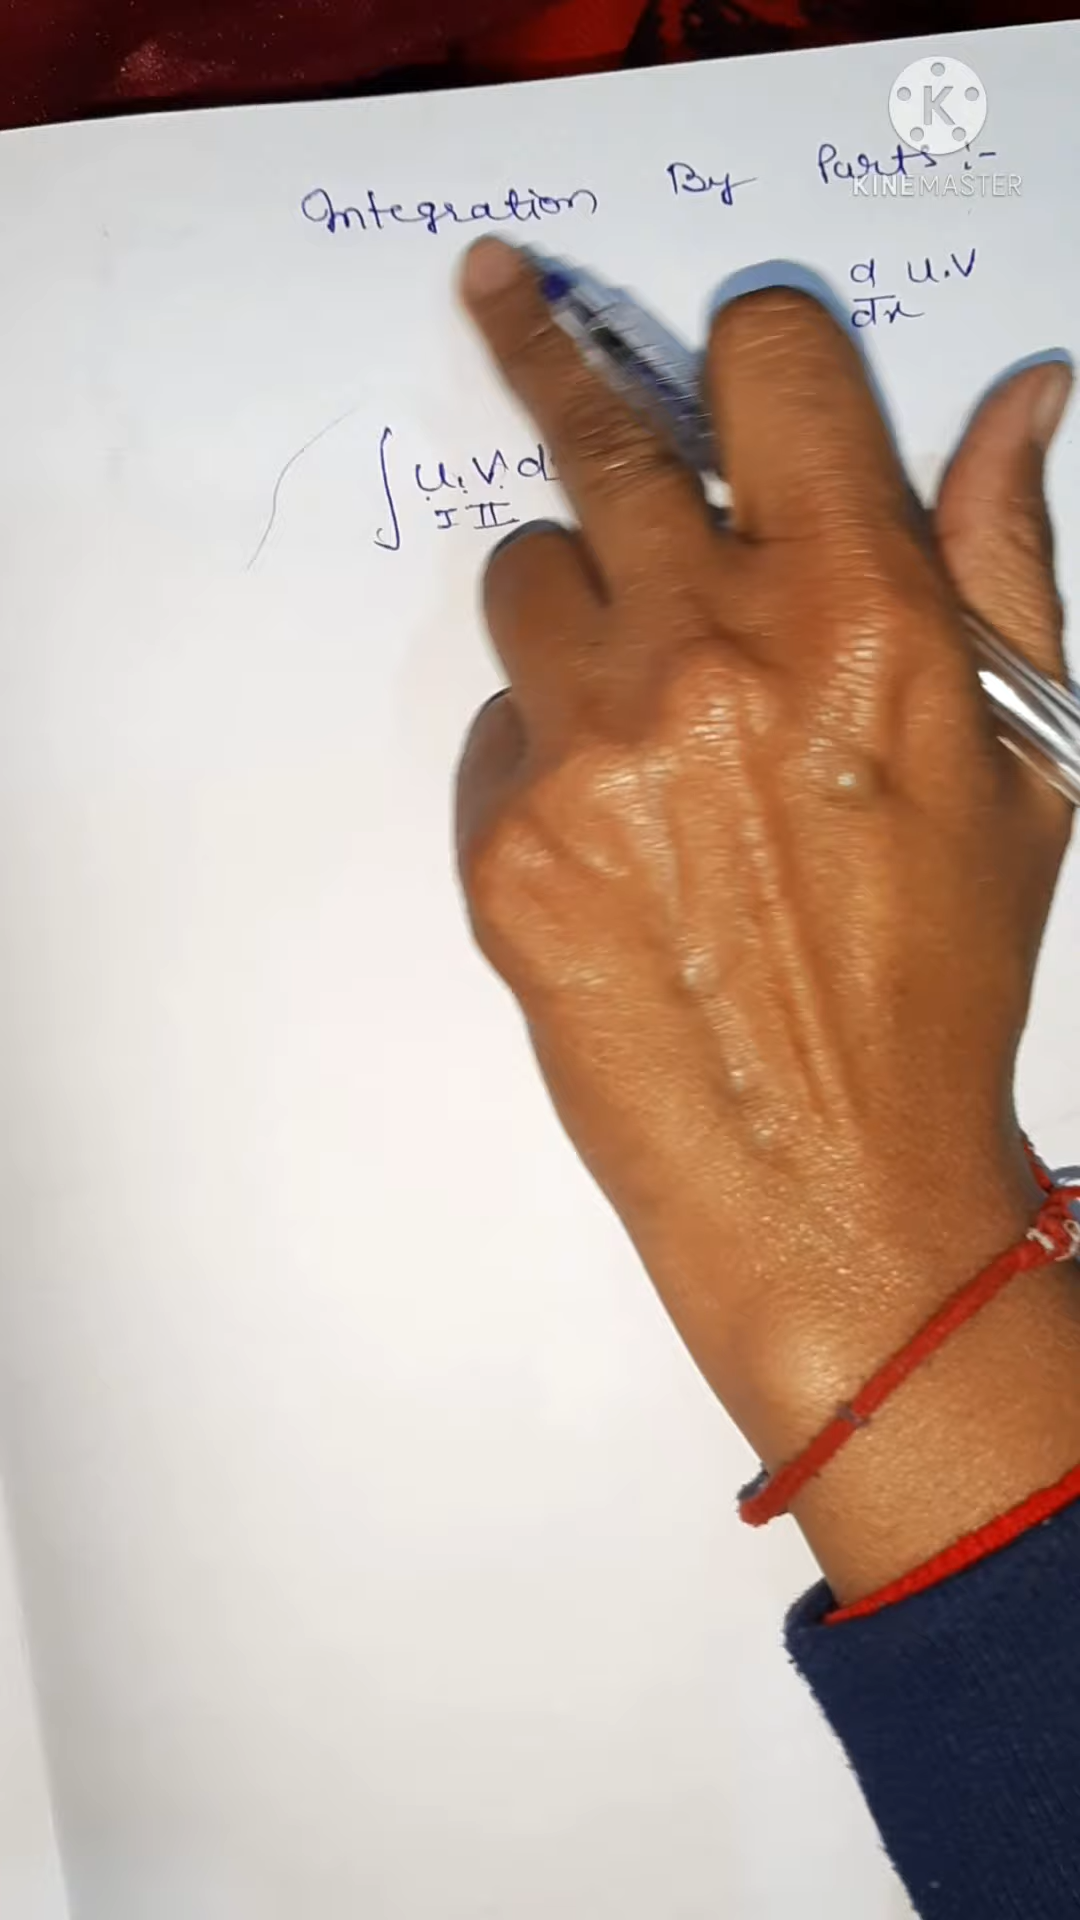 Integration By Parts :-
K
KINEMASTER
d u.v
dx
∫ u. v. d
I II